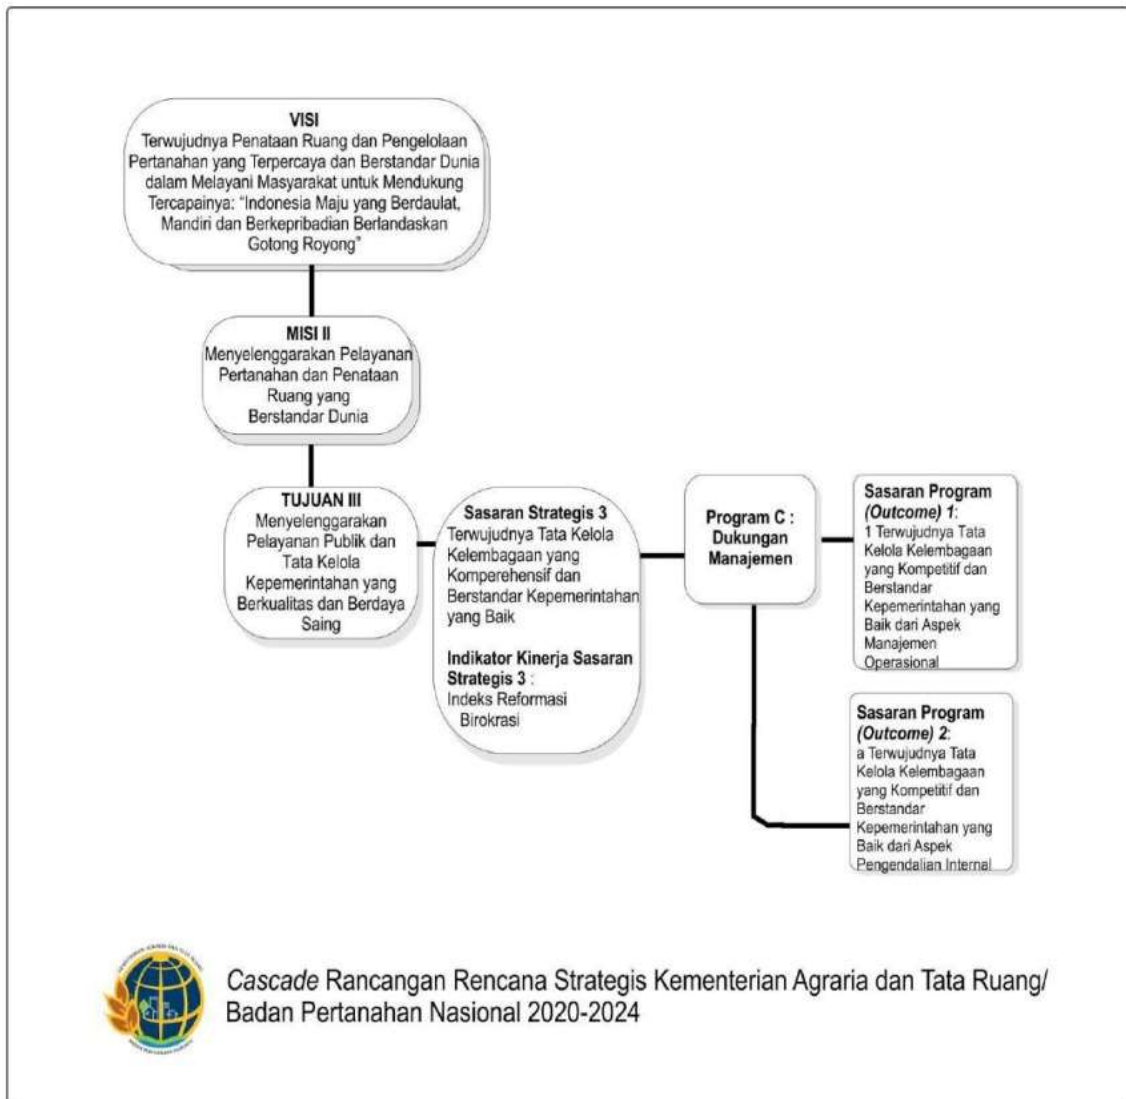 VISI
Terwujudnya Penataan Ruang dan Pengelolaan
Pertanahan yang Terpercaya dan Berstandar Dunia
dalam Melayani Masyarakat untuk Mendukung
Tercapainya: “Indonesia Maju yang Berdaulat,
Mandiri dan Berkepribadian Berlandaskan
Gotong Royong”
MISI II
Menyelenggarakan Pelayanan
Pertanahan dan Penataan
Ruang yang
Berstandar Dunia
TUJUAN III
Menyelenggarakan
Pelayanan Publik dan
Tata Kelola
Kepemerintahan yang
Berkualitas dan Berdaya
Saing
Sasaran Strategis 3
Terwujudnya Tata Kelola
Kelembagaan yang
Komperehensif dan
Berstandar Kepemerintahan
yang Baik
Indikator Kinerja Sasaran
Strategis 3 :
Indeks Reformasi
Birokrasi
Program C :
Dukungan
Manajemen
Sasaran Program
(Outcome) 1:
1 Terwujudnya Tata
Kelola Kelembagaan
yang Kompetitif dan
Berstandar
Kepemerintahan yang
Baik dari Aspek
Manajemen
Operasional
Sasaran Program
(Outcome) 2:
a Terwujudnya Tata
Kelola Kelembagaan
yang Kompetitif dan
Berstandar
Kepemerintahan yang
Baik dari Aspek
Pengendalian Internal
Cascade Rancangan Rencana Strategis Kementerian Agraria dan Tata Ruang/
Badan Pertanahan Nasional 2020-2024